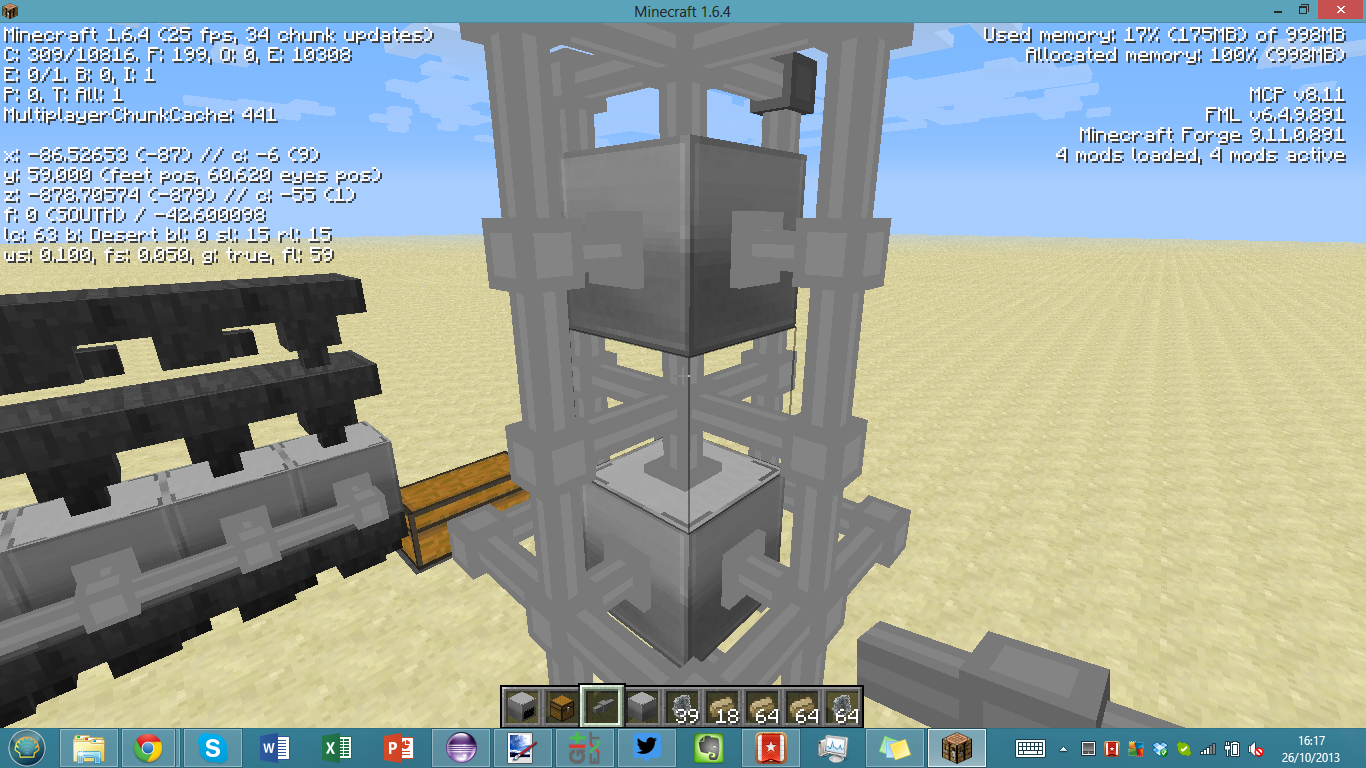 Minecraft 1.6.4
Minecraft 1.6.4 (25 fps, 34 chunk updates)
C: 309/10816. F: 199, O: 0, E: 10308
E: 0/1. B: 0, I: 1
P: 0. T: All: 1
MultiplayerChunkCache: 441
x: -86.52653 (-87) // c: -6 (9)
y: 59.000 (feet pos, 60.620 eyes pos)
z: -878.70574 (-879) // c: -55 (1)
f: 0 (SOUTH) / -42.600098
lc: 63 b: Desert bl: 0 sl: 15 rl: 15
ws: 0.100, fs: 0.050, g: true, fl: 59
Used memory: 17% (175MB) of 998MB
Allocated memory: 100% (998MB)
MCP v8.11
FML v6.4.9.891
Minecraft Forge 9.11.0.891
4 mods loaded, 4 mods active
39 18 64 64 64
GIT EXT
16:17
26/10/2013